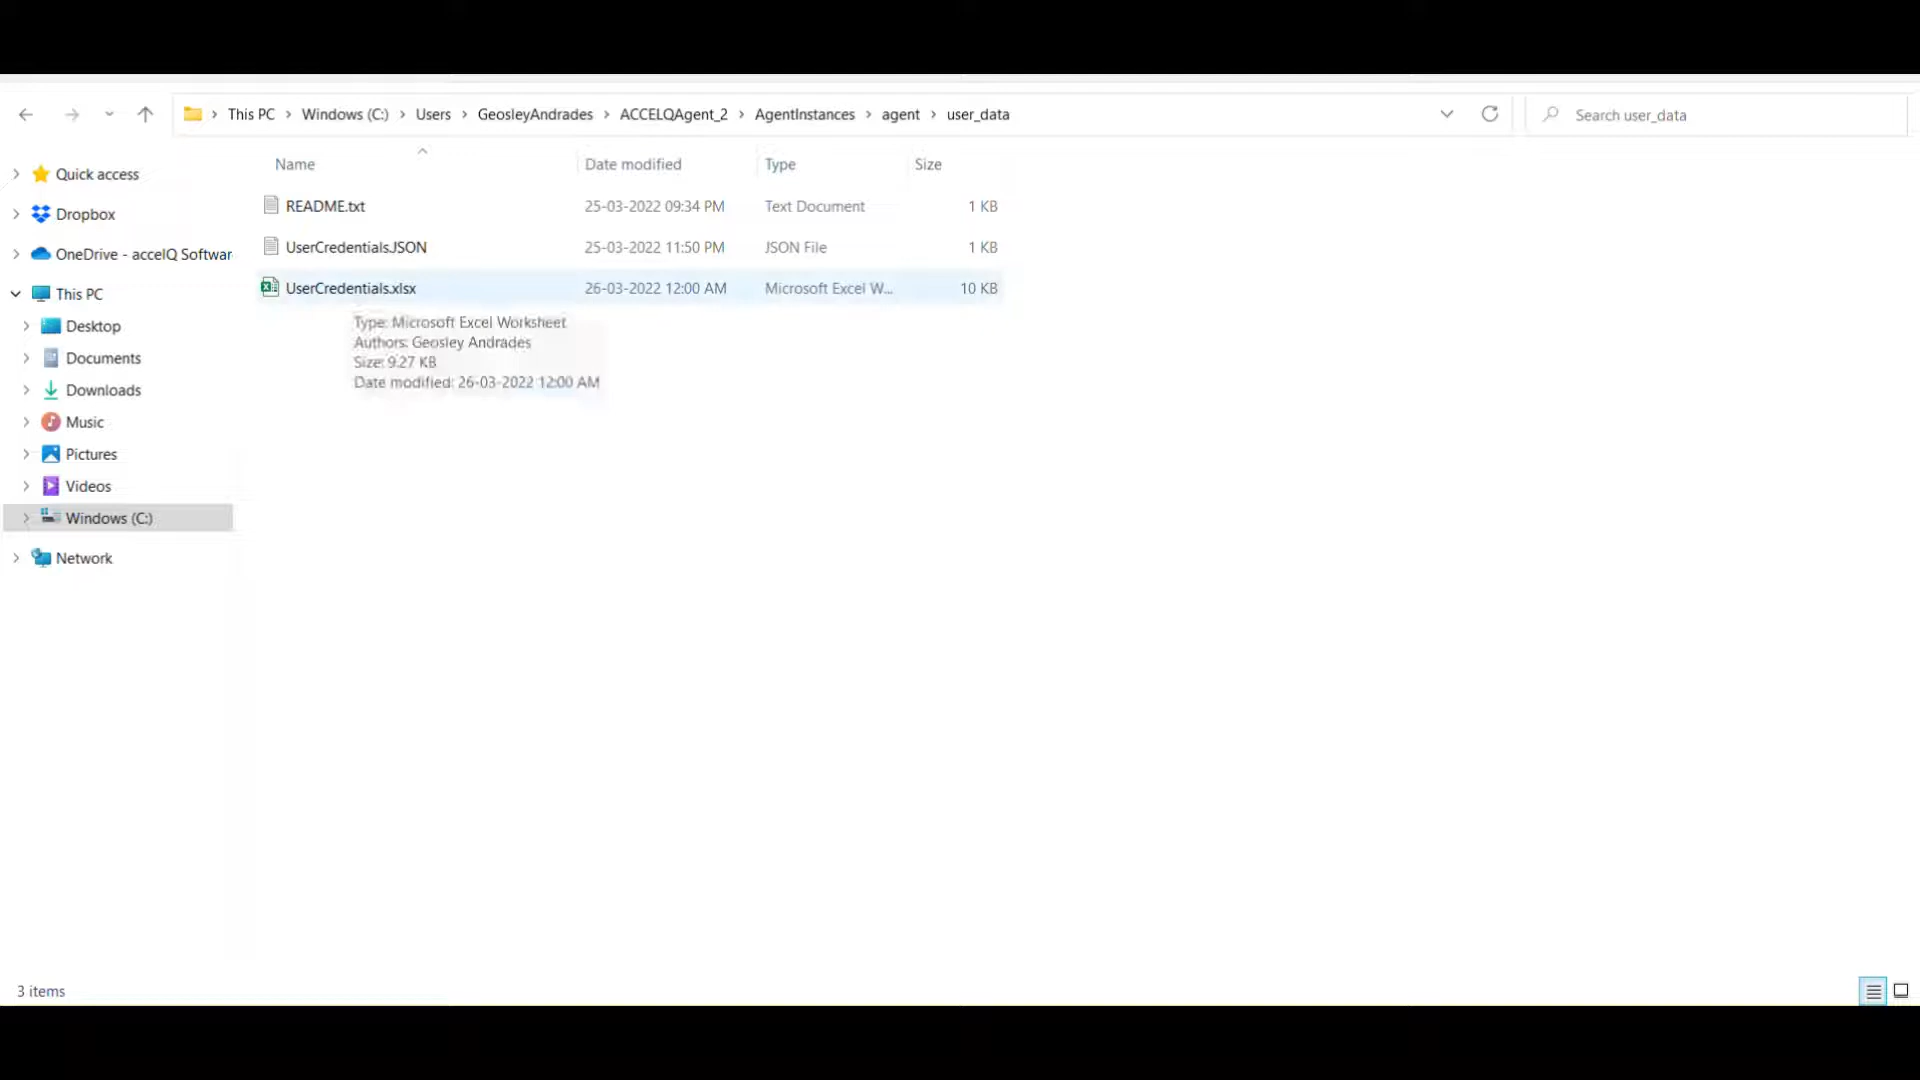 This PC > Windows (C:) > Users > GeosleyAndrades > ACCELQAgent_2 > AgentInstances > agent > user_data
Search user_data
Quick access
Dropbox
OneDrive - accelQ Softwar
This PC
Desktop
Documents
Downloads
Music
Pictures
Videos
Windows (C:)
Network
Name Date modified Type Size
README.txt 25-03-2022 09:34 PM Text Document 1 KB
UserCredentials.JSON 25-03-2022 11:50 PM JSON File 1 KB
UserCredentials.xlsx 26-03-2022 12:00 AM Microsoft Excel W... 10 KB
Type: Microsoft Excel Worksheet
Authors: Geosley Andrades
Size: 9.27 KB
Date modified: 26-03-2022 12:00 AM
3 items